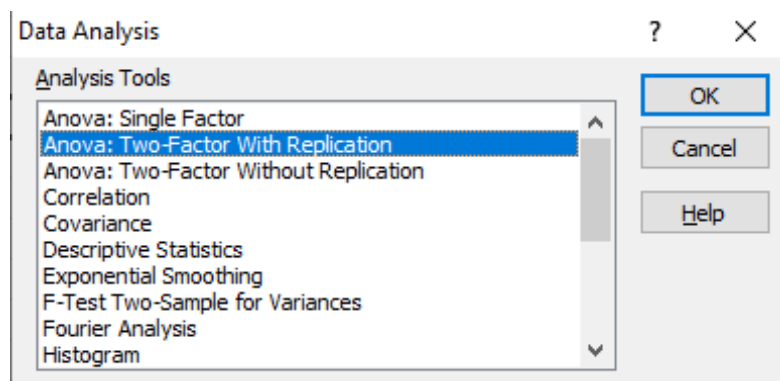 Data Analysis
?
Analysis Tools
Anova: Single Factor
Anova: Two-Factor With Replication
Anova: Two-Factor Without Replication
Correlation
Covariance
Descriptive Statistics
Exponential Smoothing
F-Test Two-Sample for Variances
Fourier Analysis
Histogram
OK
Cancel
Help